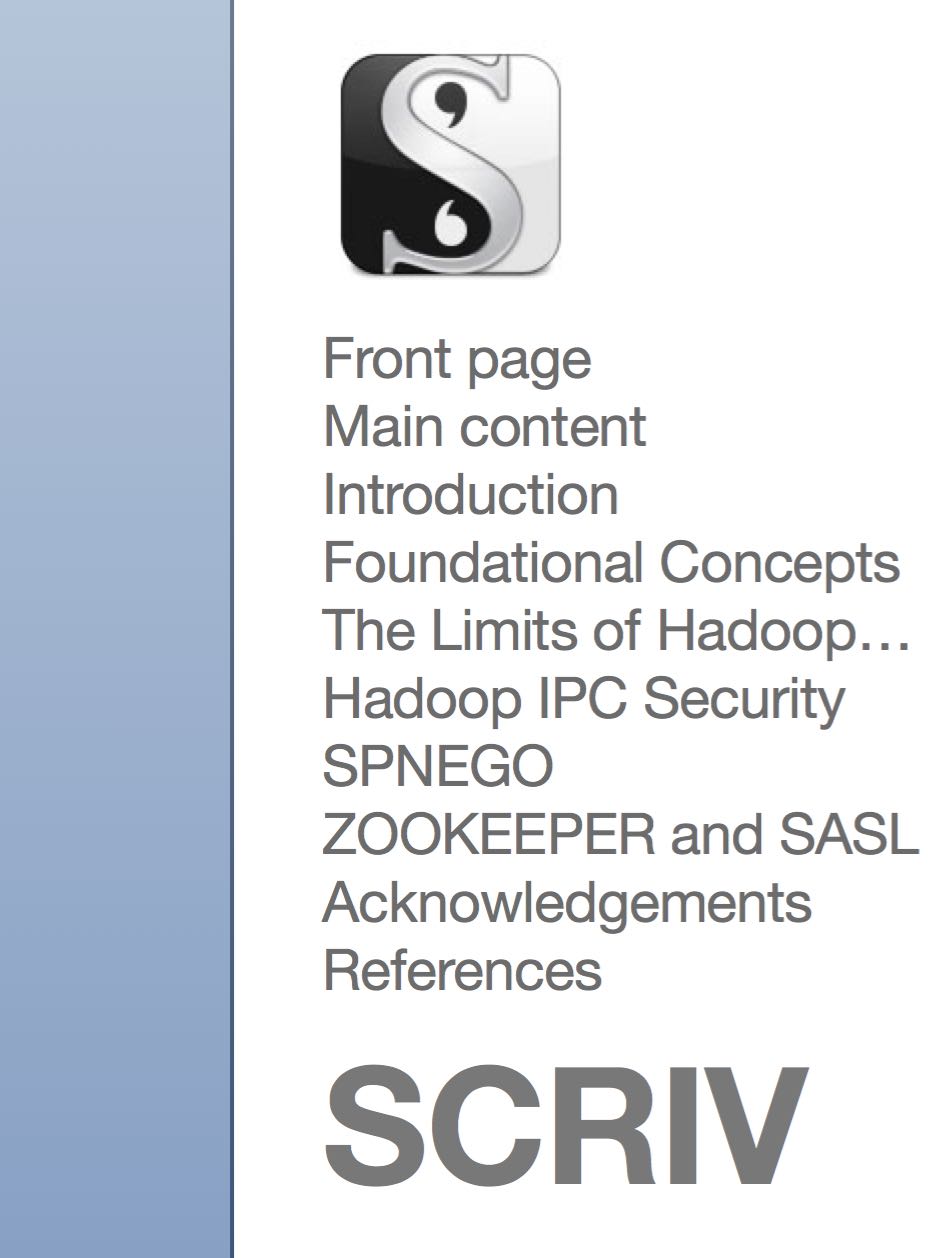 Front page
Main content
Introduction
Foundational Concepts
The Limits of Hadoop…
Hadoop IPC Security
SPNEGO
ZOOKEEPER and SASL
Acknowledgements
References
SCRIV